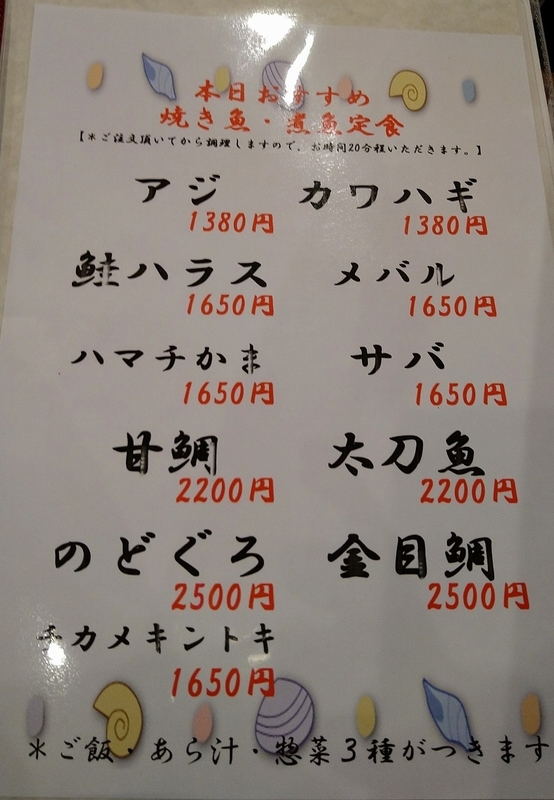 本日おすすめ
焼き魚・煮魚定食
【＊ご注文頂いてから調理しますので、お時間20分程いただきます。】
アジ
1380円
カワハギ
1380円
鮭ハラス
1650円
メバル
1650円
ハマチかま
1650円
サバ
1650円
甘鯛
2200円
太刀魚
2200円
のどぐろ
2500円
金目鯛
2500円
チカメキントキ
1650円
＊ご飯・あら汁・惣菜３種がつきます